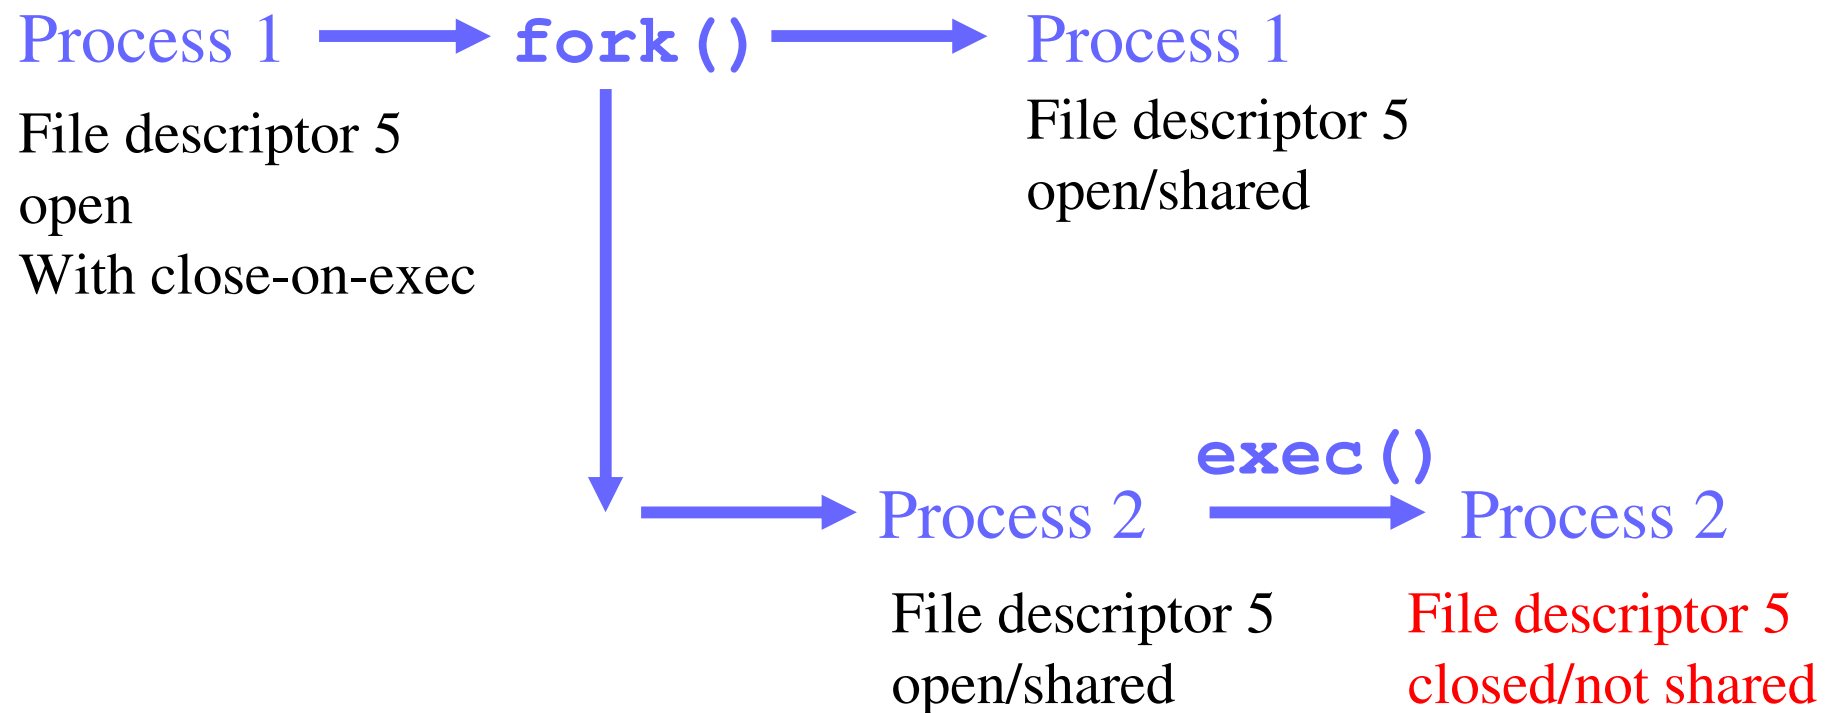 Process 1
fork()
Process 1
File descriptor 5
open
With close-on-exec
File descriptor 5
open/shared
exec()
Process 2
Process 2
File descriptor 5
open/shared
File descriptor 5
closed/not shared